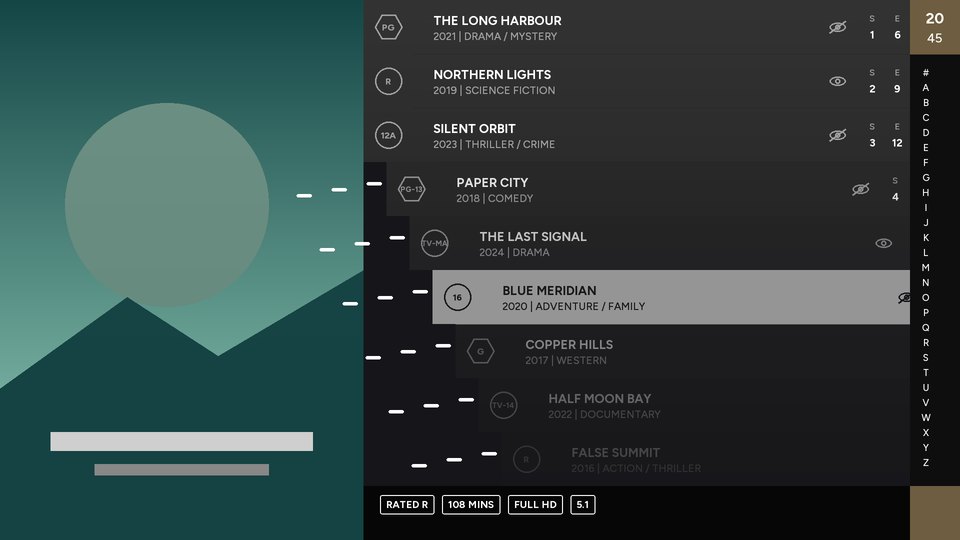 PG THE LONG HARBOUR S E
2021 | DRAMA / MYSTERY 1 6
R NORTHERN LIGHTS S E
2019 | SCIENCE FICTION 2 9
12A SILENT ORBIT S E
2023 | THRILLER / CRIME 3 12
PG-13 PAPER CITY S
2018 | COMEDY 4
TV-MA THE LAST SIGNAL
2024 | DRAMA
16 BLUE MERIDIAN
2020 | ADVENTURE / FAMILY
G COPPER HILLS
2017 | WESTERN
TV-14 HALF MOON BAY
2022 | DOCUMENTARY
R FALSE SUMMIT
2016 | ACTION / THRILLER
RATED R 108 MINS FULL HD 5.1
20
45
#
A
B
C
D
E
F
G
H
I
J
K
L
M
N
O
P
Q
R
S
T
U
V
W
X
Y
Z